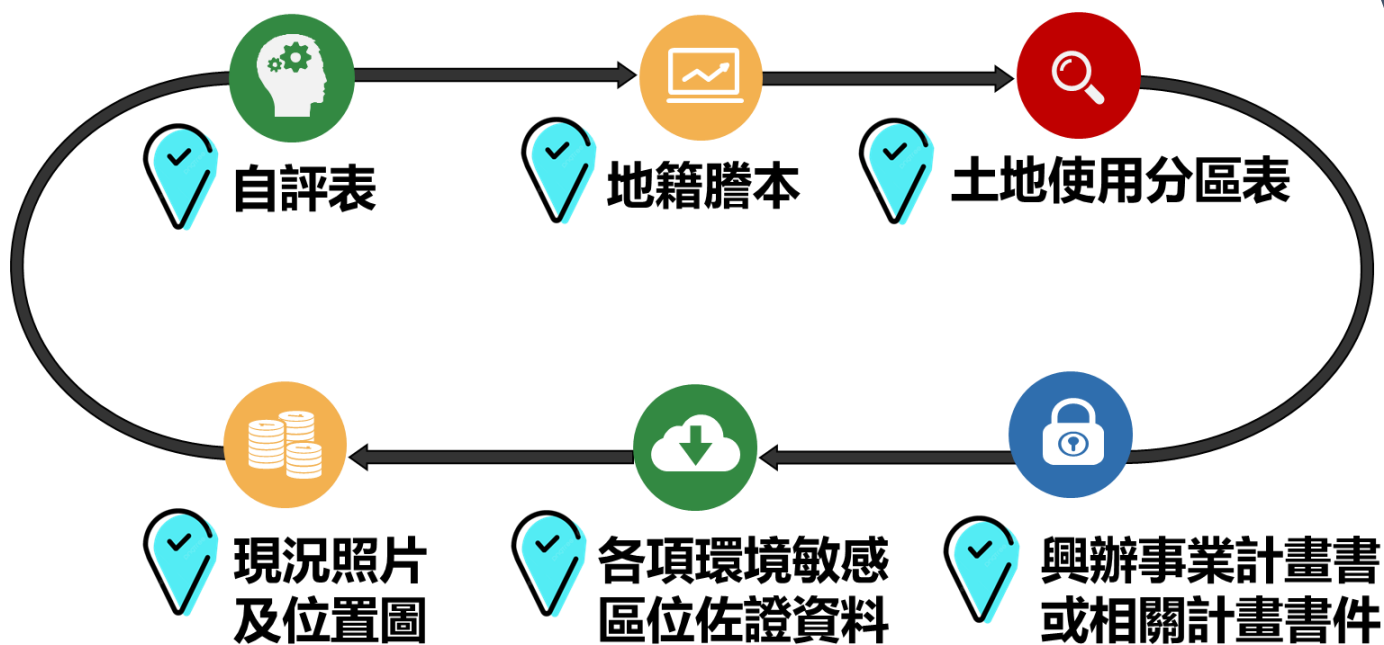 自評表
地籍謄本
土地使用分區表
現況照片
及位置圖
各項環境敏感
區位佐證資料
興辦事業計畫書
或相關計畫書件